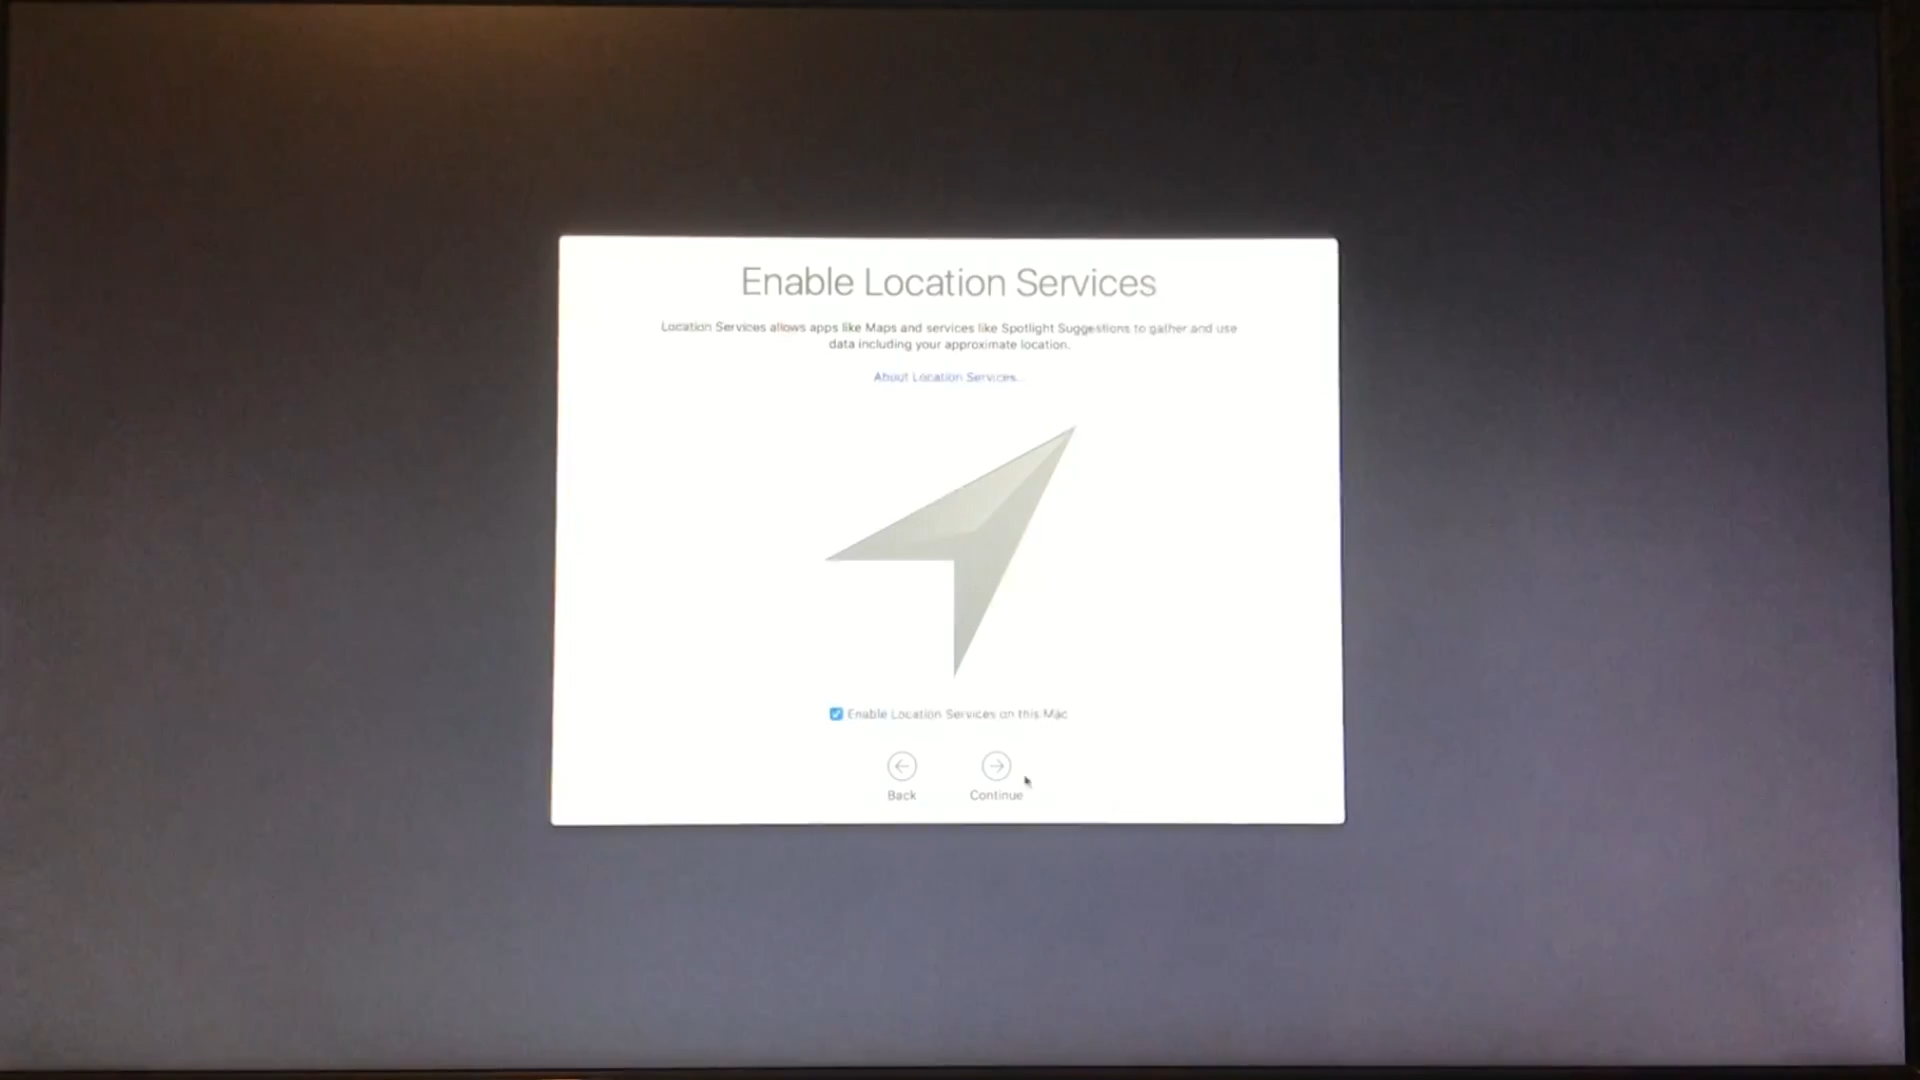 Enable Location Services
Location Services allows apps like Maps and services like Spotlight Suggestions to gather and use
data including your approximate location.
About Location Services...
Enable Location Services on this Mac
Back
Continue